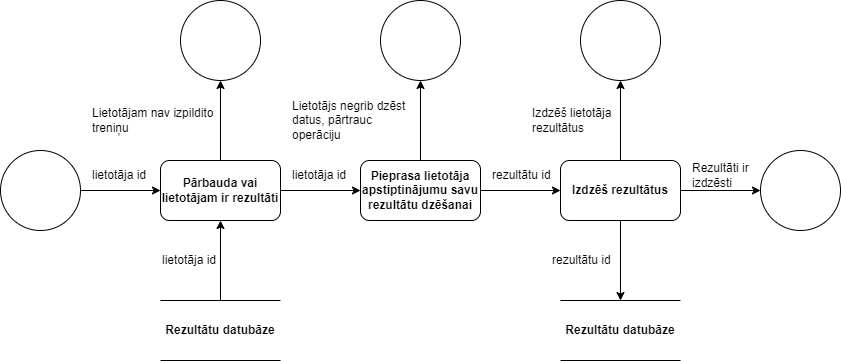 Lietotājam nav izpildito
treniņu
Lietotājs negrib dzēst
datus, pārtrauc
operāciju
Izdzēš lietotāja
rezultātus
lietotāja id
Pārbauda vai
lietotājam ir rezultāti
lietotāja id
Pieprasa lietotāja
apstiptinājumu savu
rezultātu dzēšanai
rezultātu id
Izdzēš rezultātus
Rezultāti ir
izdzēsti
lietotāja id
rezultātu id
Rezultātu datubāze
Rezultātu datubāze